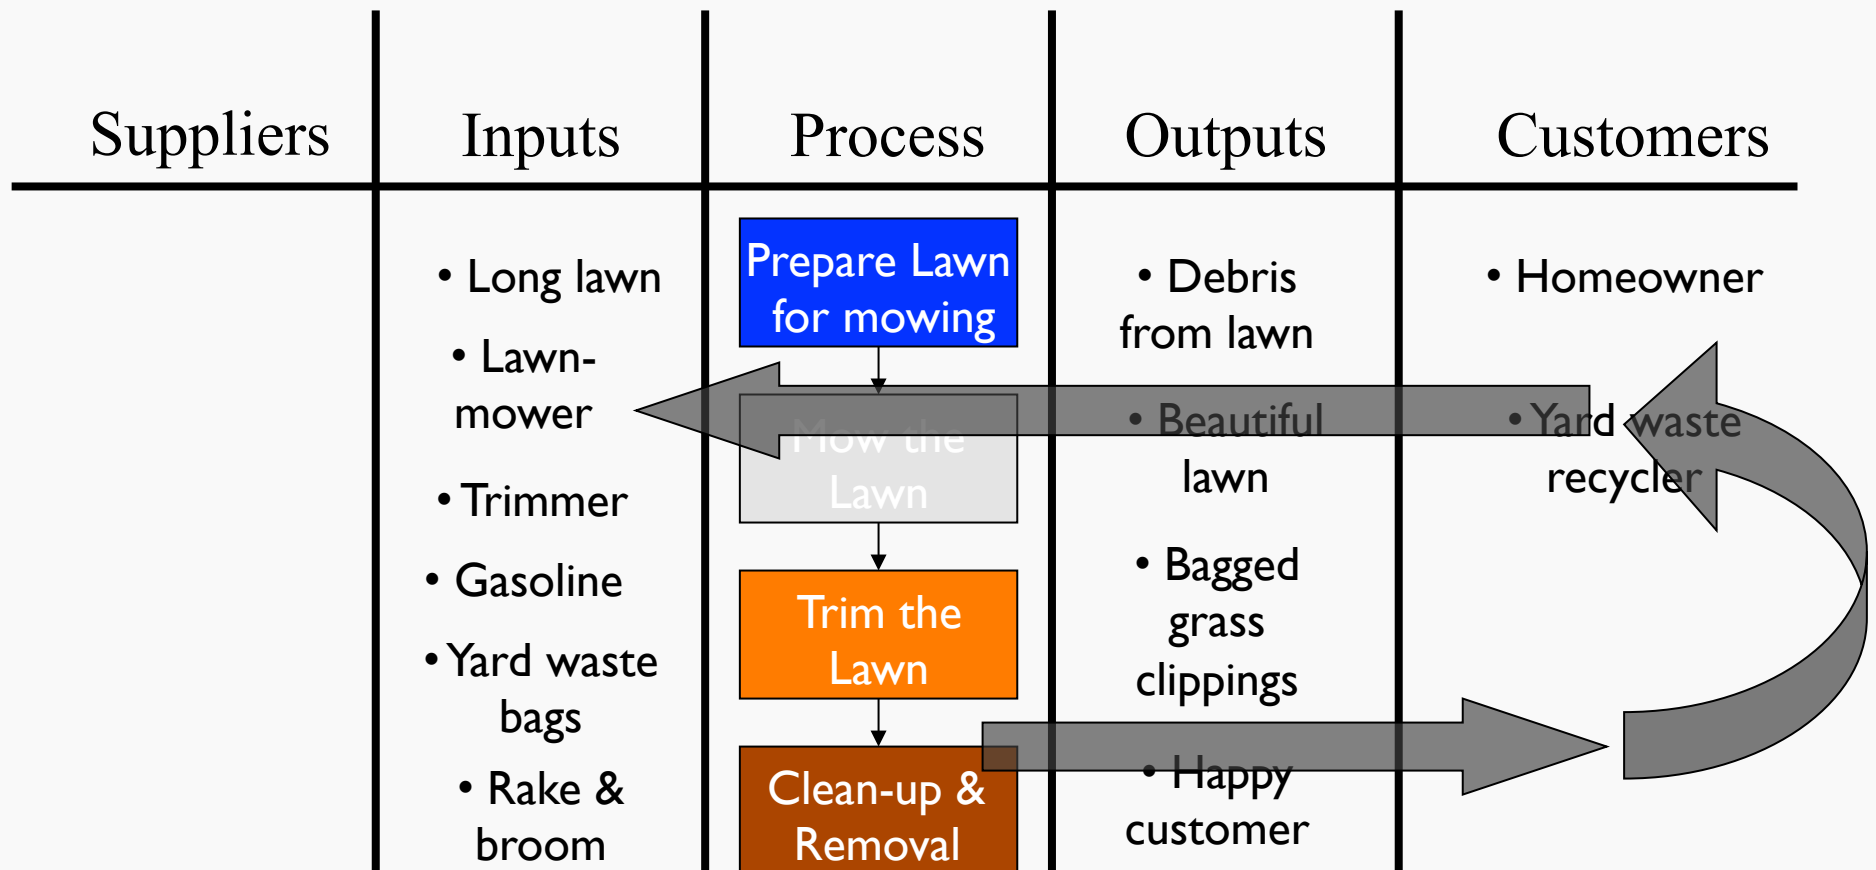 Suppliers
Inputs
Process
Outputs
Customers
• Long lawn
• Lawn-
mower
• Trimmer
• Gasoline
• Yard waste
bags
• Rake &
broom
Prepare Lawn
for mowing
Mow the
Lawn
Trim the
Lawn
Clean-up &
Removal
• Debris
from lawn
• Beautiful
lawn
• Bagged
grass
clippings
• Happy
customer
• Homeowner
• Yard waste
recycler